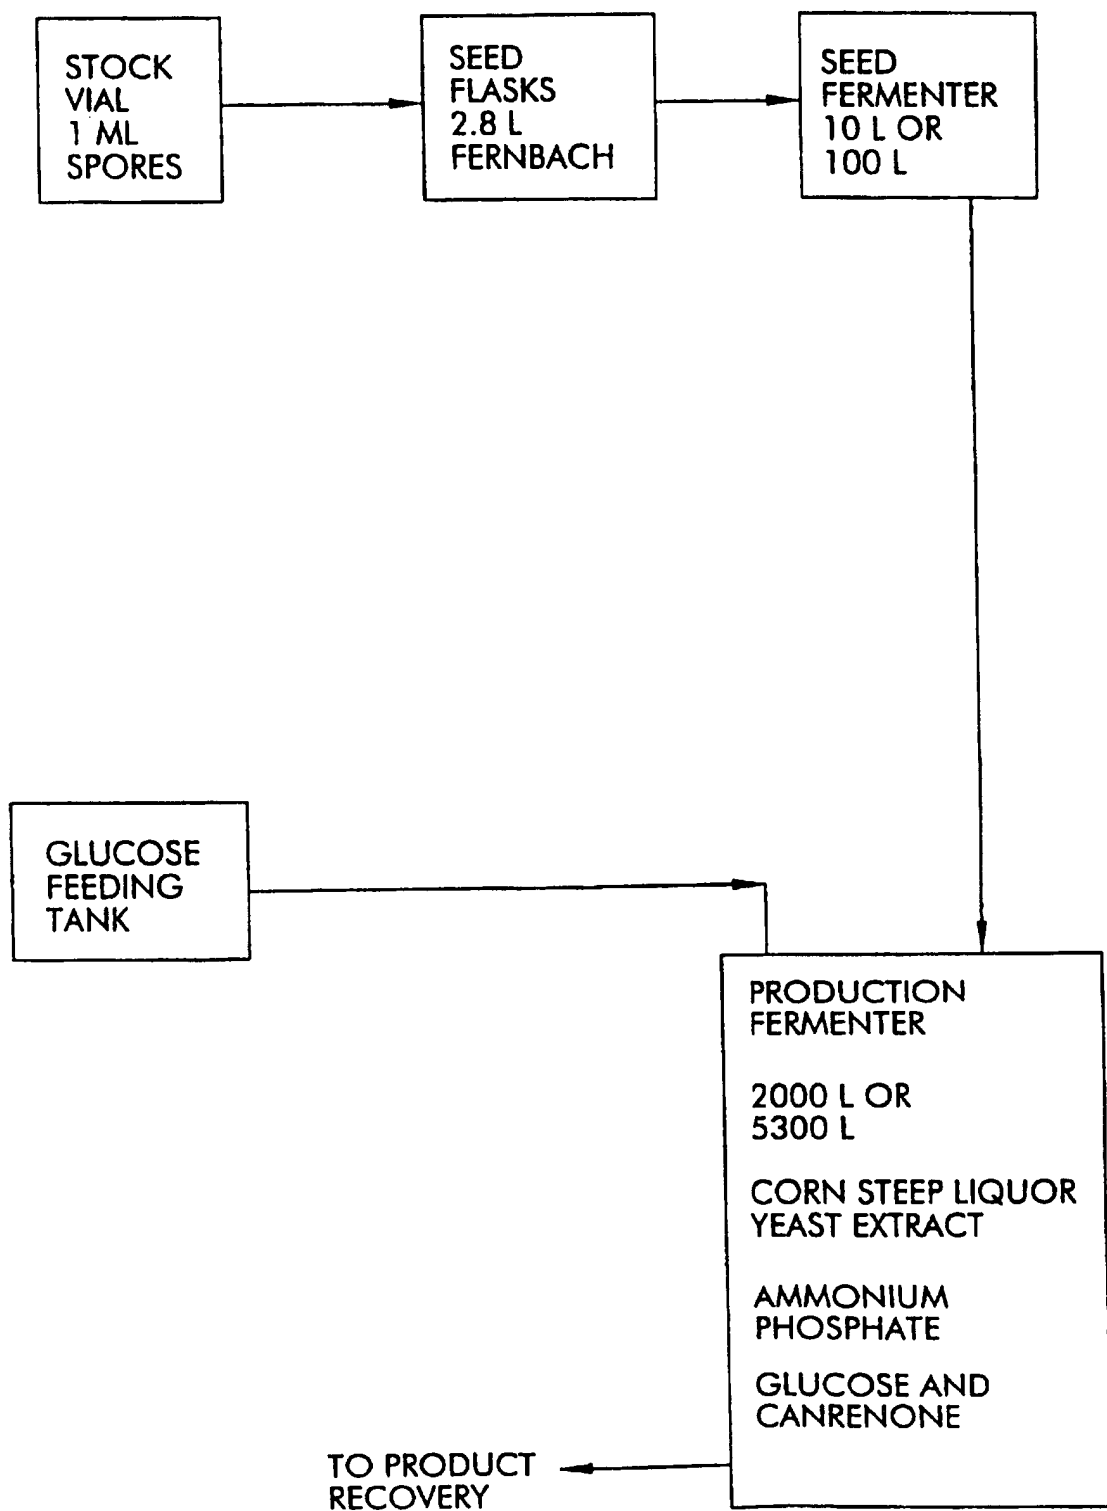 STOCK
VIAL
1 ML
SPORES
SEED
FLASKS
2.8 L
FERNBACH
SEED
FERMENTER
10 L OR
100 L
GLUCOSE
FEEDING
TANK
PRODUCTION
FERMENTER
2000 L OR
5300 L
CORN STEEP LIQUOR
YEAST EXTRACT
AMMONIUM
PHOSPHATE
GLUCOSE AND
CANRENONE
TO PRODUCT
RECOVERY